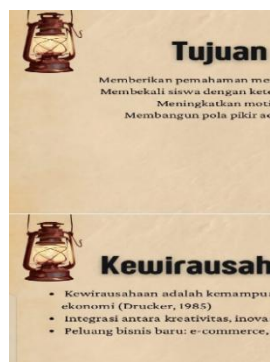 Tujuan
Memberikan pemahaman me
Membekali siswa dengan kete
Meningkatkan moti
Membangun pola pikir ad
Kewirausah
• Kewirausahaan adalah kemampua
ekonomi (Drucker, 1985)
• Integrasi antara kreativitas, inova
• Peluang bisnis baru: e-commerce,